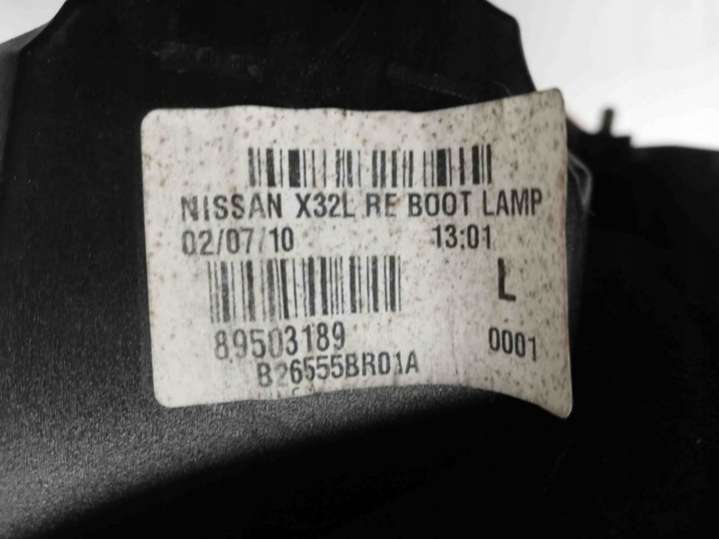 NISSAN X32L RE BOOT LAMP
02/07/10 13:01
L
89503189 0001
B26555BR01A